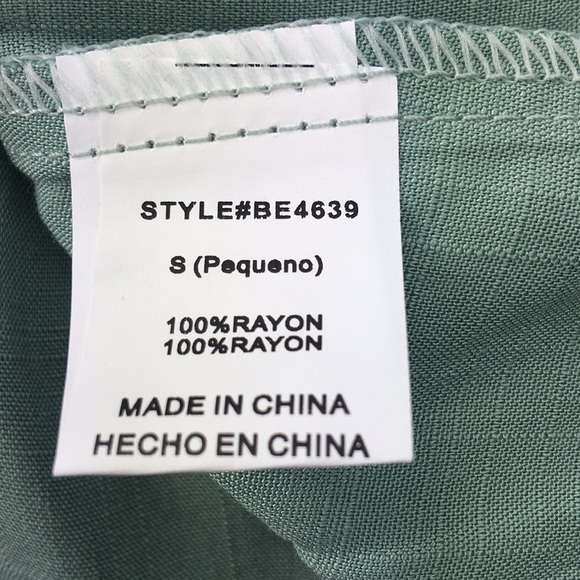 STYLE#BE4639
S (Pequeno)
100%RAYON
100%RAYON
MADE IN CHINA
HECHO EN CHINA